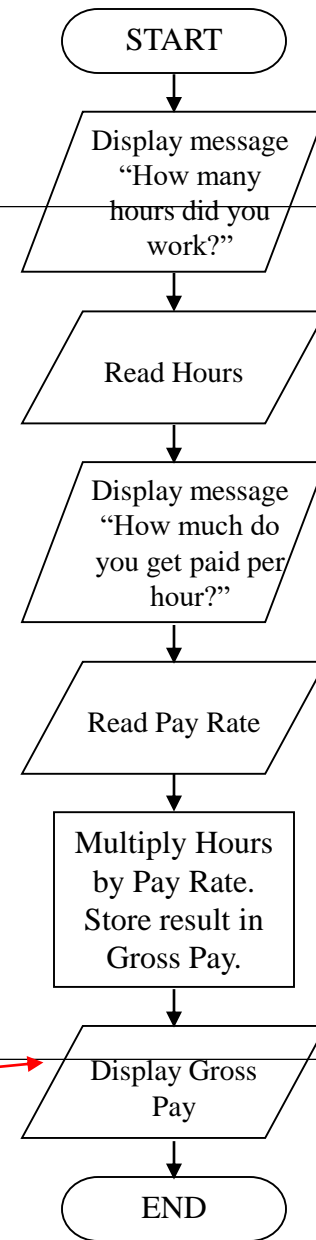 START
Display message
“How many
hours did you
work?”
Read Hours
Display message
“How much do
you get paid per
hour?”
Read Pay Rate
Multiply Hours
by Pay Rate.
Store result in
Gross Pay.
Display Gross
Pay
END